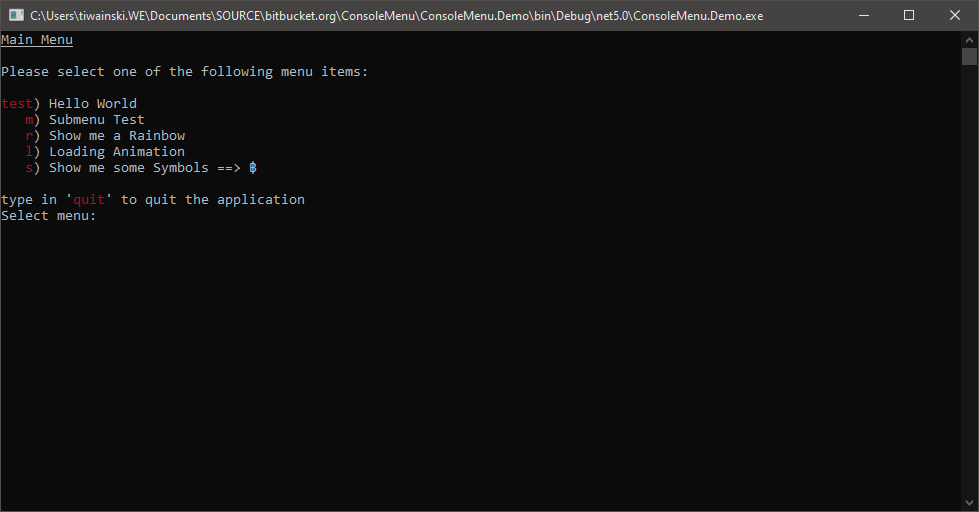 C:\Users\tiwainski.WE\Documents\SOURCE\bitbucket.org\ConsoleMenu\ConsoleMenu.Demo\bin\Debug\net5.0\ConsoleMenu.Demo.exe
Main Menu
Please select one of the following menu items:
test) Hello World
m) Submenu Test
r) Show me a Rainbow
l) Loading Animation
s) Show me some Symbols ==> ฿
type in 'quit' to quit the application
Select menu: